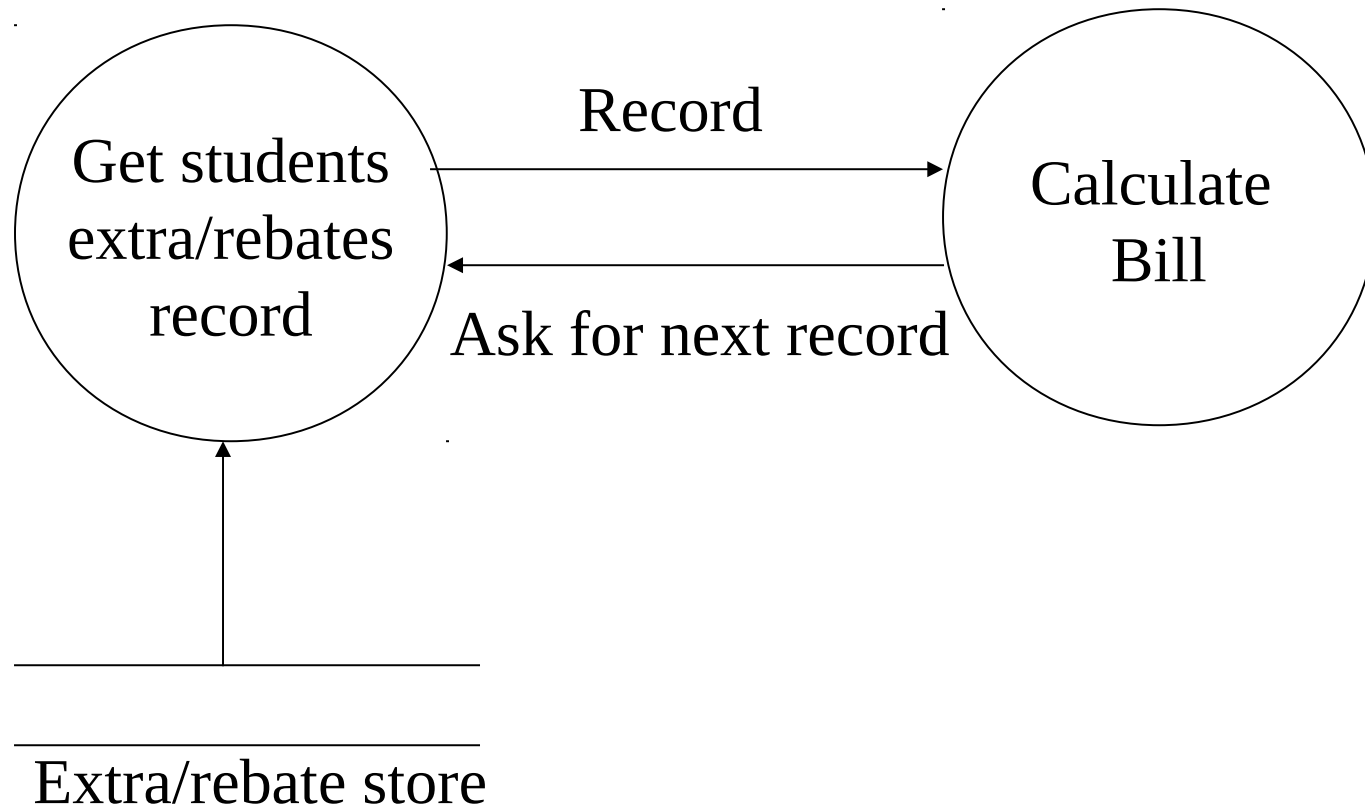 Get students
extra/rebates
record
Record
Ask for next record
Calculate
Bill
Extra/rebate store